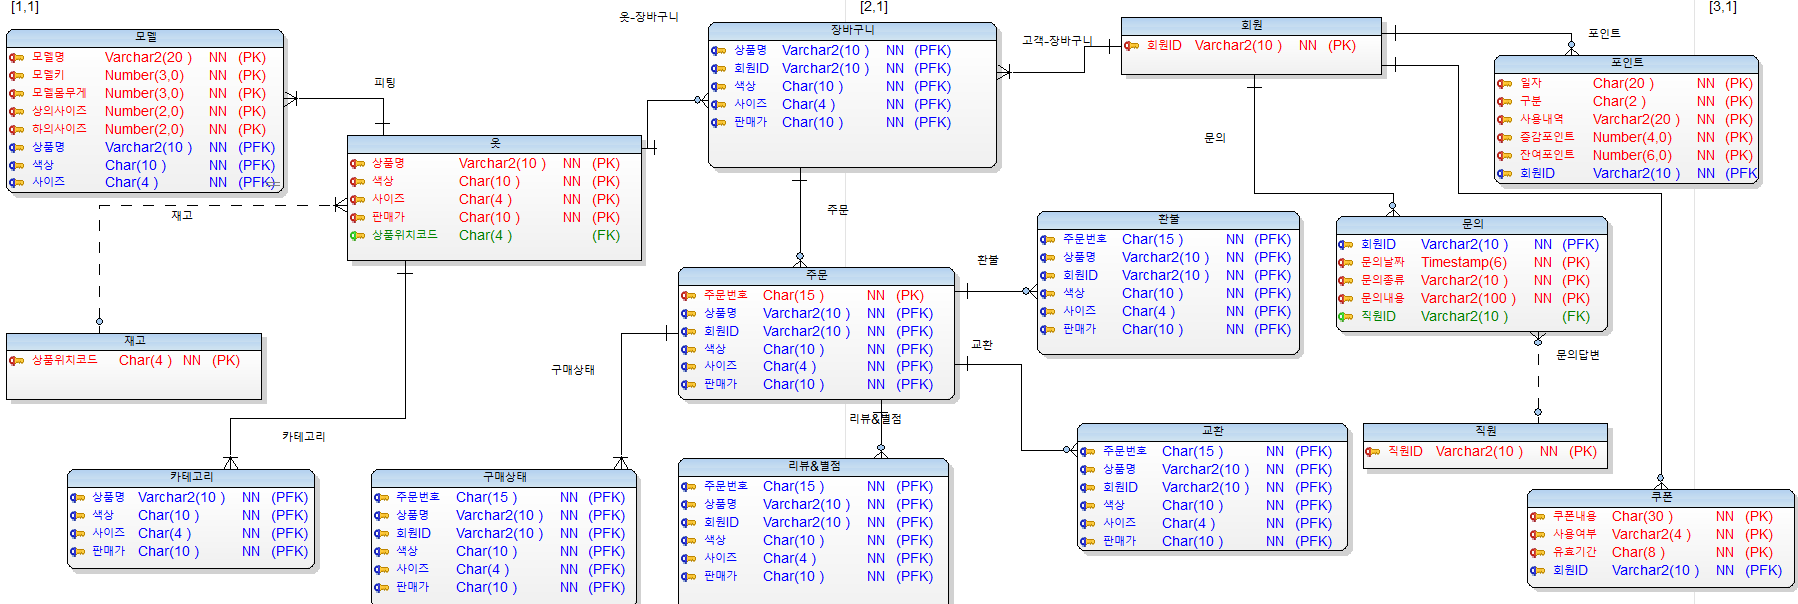 [1,1]
[2,1]
[3,1]
모델
모델명 Varchar2(20 ) NN (PK)
모델키 Number(3,0) NN (PK)
모델몸무게 Number(3,0) NN (PK)
상의사이즈 Number(2,0) NN (PK)
하의사이즈 Number(2,0) NN (PK)
상품명 Varchar2(10 ) NN (PFK)
색상 Char(10 ) NN (PFK)
사이즈 Char(4 ) NN (PFK)
피팅
옷
상품명 Varchar2(10 ) NN (PK)
색상 Char(10 ) NN (PK)
사이즈 Char(4 ) NN (PK)
판매가 Char(10 ) NN (PK)
상품위치코드 Char(4 ) (FK)
재고
재고
상품위치코드 Char(4 ) NN (PK)
카테고리
카테고리
상품명 Varchar2(10 ) NN (PFK)
색상 Char(10 ) NN (PFK)
사이즈 Char(4 ) NN (PFK)
판매가 Char(10 ) NN (PFK)
옷-장바구니
장바구니
상품명 Varchar2(10 ) NN (PFK)
회원ID Varchar2(10 ) NN (PFK)
색상 Char(10 ) NN (PFK)
사이즈 Char(4 ) NN (PFK)
판매가 Char(10 ) NN (PFK)
고객-장바구니
회원
회원ID Varchar2(10 ) NN (PK)
포인트
포인트
일자 Char(20 ) NN (PK)
구분 Char(2 ) NN (PK)
사용내역 Varchar2(20 ) NN (PK)
증감포인트 Number(4,0) NN (PK)
잔여포인트 Number(6,0) NN (PK)
회원ID Varchar2(10 ) NN (PFK
문의
문의
회원ID Varchar2(10 ) NN (PFK)
문의날짜 Timestamp(6) NN (PK)
문의종류 Varchar2(10 ) NN (PK)
문의내용 Varchar2(100 ) NN (PK)
직원ID Varchar2(10 ) (FK)
문의답변
직원
직원ID Varchar2(10 ) NN (PK)
쿠폰
쿠폰내용 Char(30 ) NN (PK)
사용여부 Varchar2(4 ) NN (PK)
유효기간 Char(8 ) NN (PK)
회원ID Varchar2(10 ) NN (PFK)
주문
주문
주문번호 Char(15 ) NN (PK)
상품명 Varchar2(10 ) NN (PFK)
회원ID Varchar2(10 ) NN (PFK)
색상 Char(10 ) NN (PFK)
사이즈 Char(4 ) NN (PFK)
판매가 Char(10 ) NN (PFK)
환불
환불
주문번호 Char(15 ) NN (PFK)
상품명 Varchar2(10 ) NN (PFK)
회원ID Varchar2(10 ) NN (PFK)
색상 Char(10 ) NN (PFK)
사이즈 Char(4 ) NN (PFK)
판매가 Char(10 ) NN (PFK)
교환
교환
주문번호 Char(15 ) NN (PFK)
상품명 Varchar2(10 ) NN (PFK)
회원ID Varchar2(10 ) NN (PFK)
색상 Char(10 ) NN (PFK)
사이즈 Char(4 ) NN (PFK)
판매가 Char(10 ) NN (PFK)
구매상태
구매상태
주문번호 Char(15 ) NN (PFK)
상품명 Varchar2(10 ) NN (PFK)
회원ID Varchar2(10 ) NN (PFK)
색상 Char(10 ) NN (PFK)
사이즈 Char(4 ) NN (PFK)
판매가 Char(10 ) NN (PFK)
리뷰&별점
리뷰&별점
주문번호 Char(15 ) NN (PFK)
상품명 Varchar2(10 ) NN (PFK)
회원ID Varchar2(10 ) NN (PFK)
색상 Char(10 ) NN (PFK)
사이즈 Char(4 ) NN (PFK)
판매가 Char(10 ) NN (PFK)